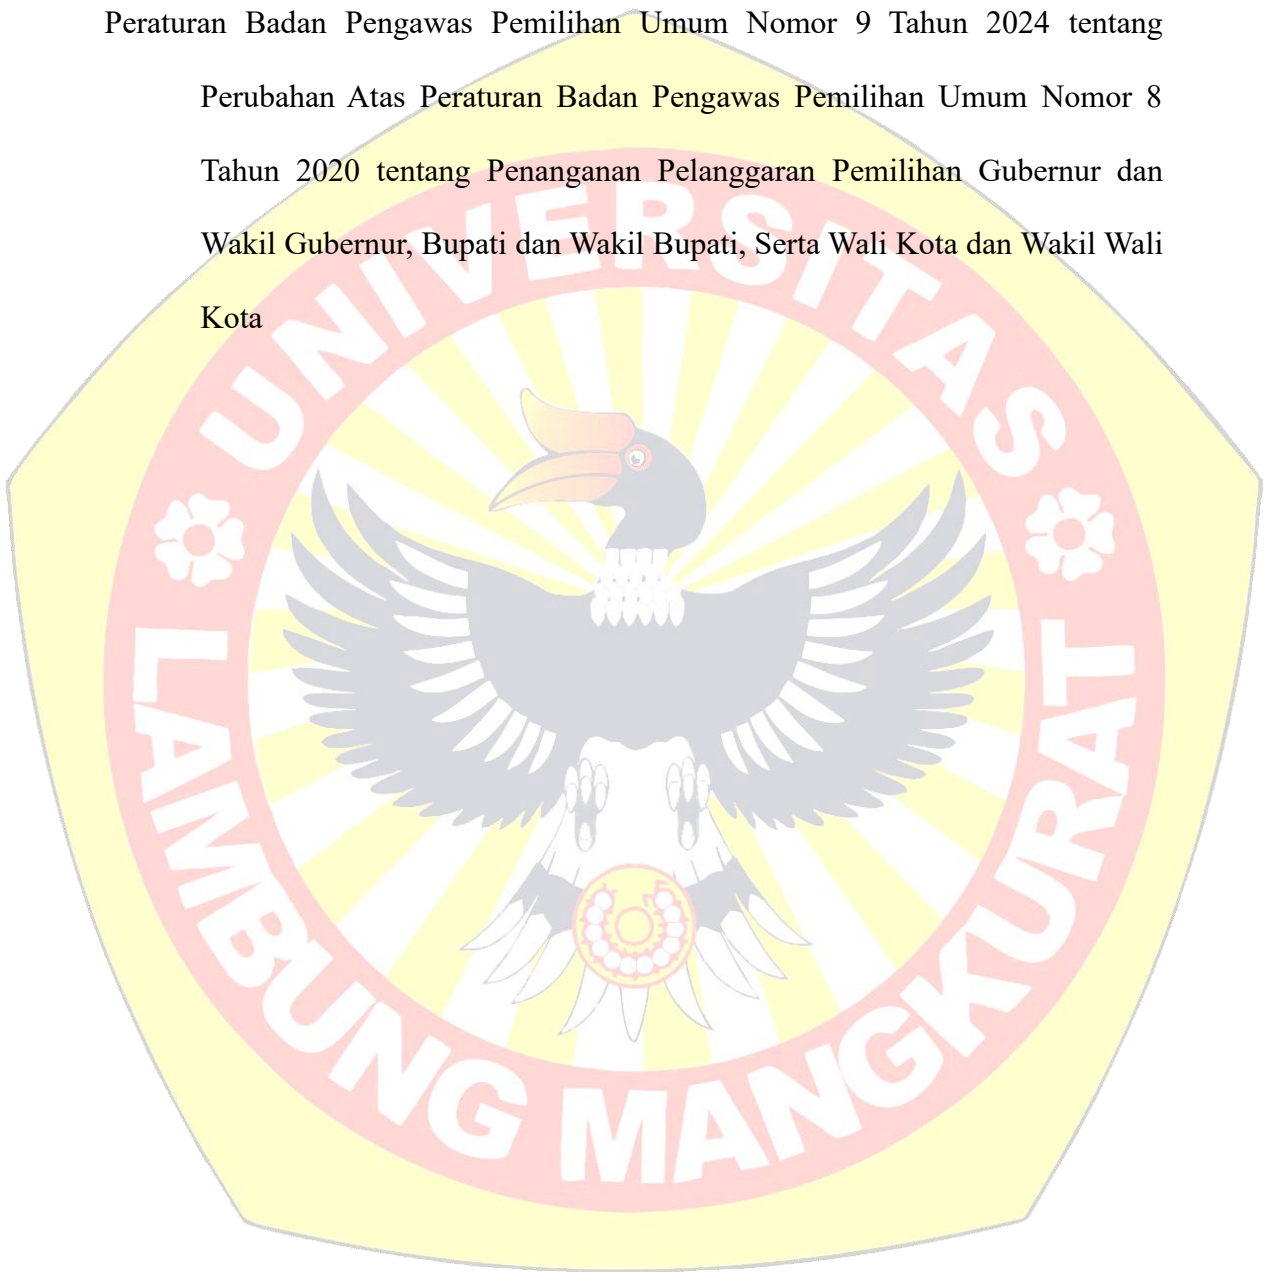 Peraturan Badan Pengawas Pemilihan Umum Nomor 9 Tahun 2024 tentang
Perubahan Atas Peraturan Badan Pengawas Pemilihan Umum Nomor 8
Tahun 2020 tentang Penanganan Pelanggaran Pemilihan Gubernur dan
Wakil Gubernur, Bupati dan Wakil Bupati, Serta Wali Kota dan Wakil Wali
Kota
UNIVERSITAS
LAMBUNG MANGKURAT